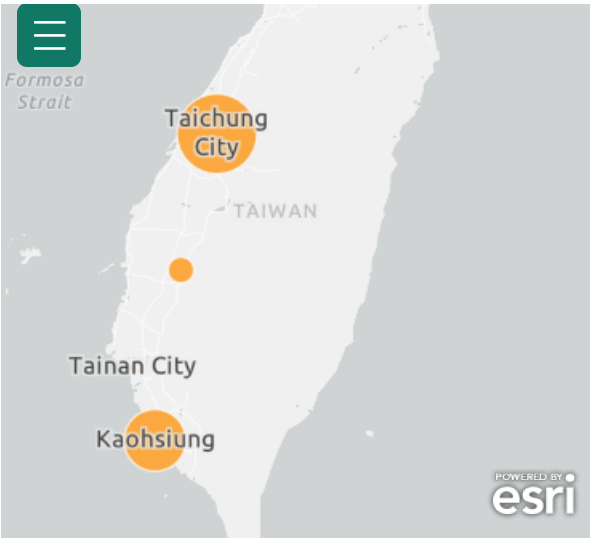 Formosa
Strait
Taichung
City
TAIWAN
Tainan City
Kaohsiung
POWERED BY
esri